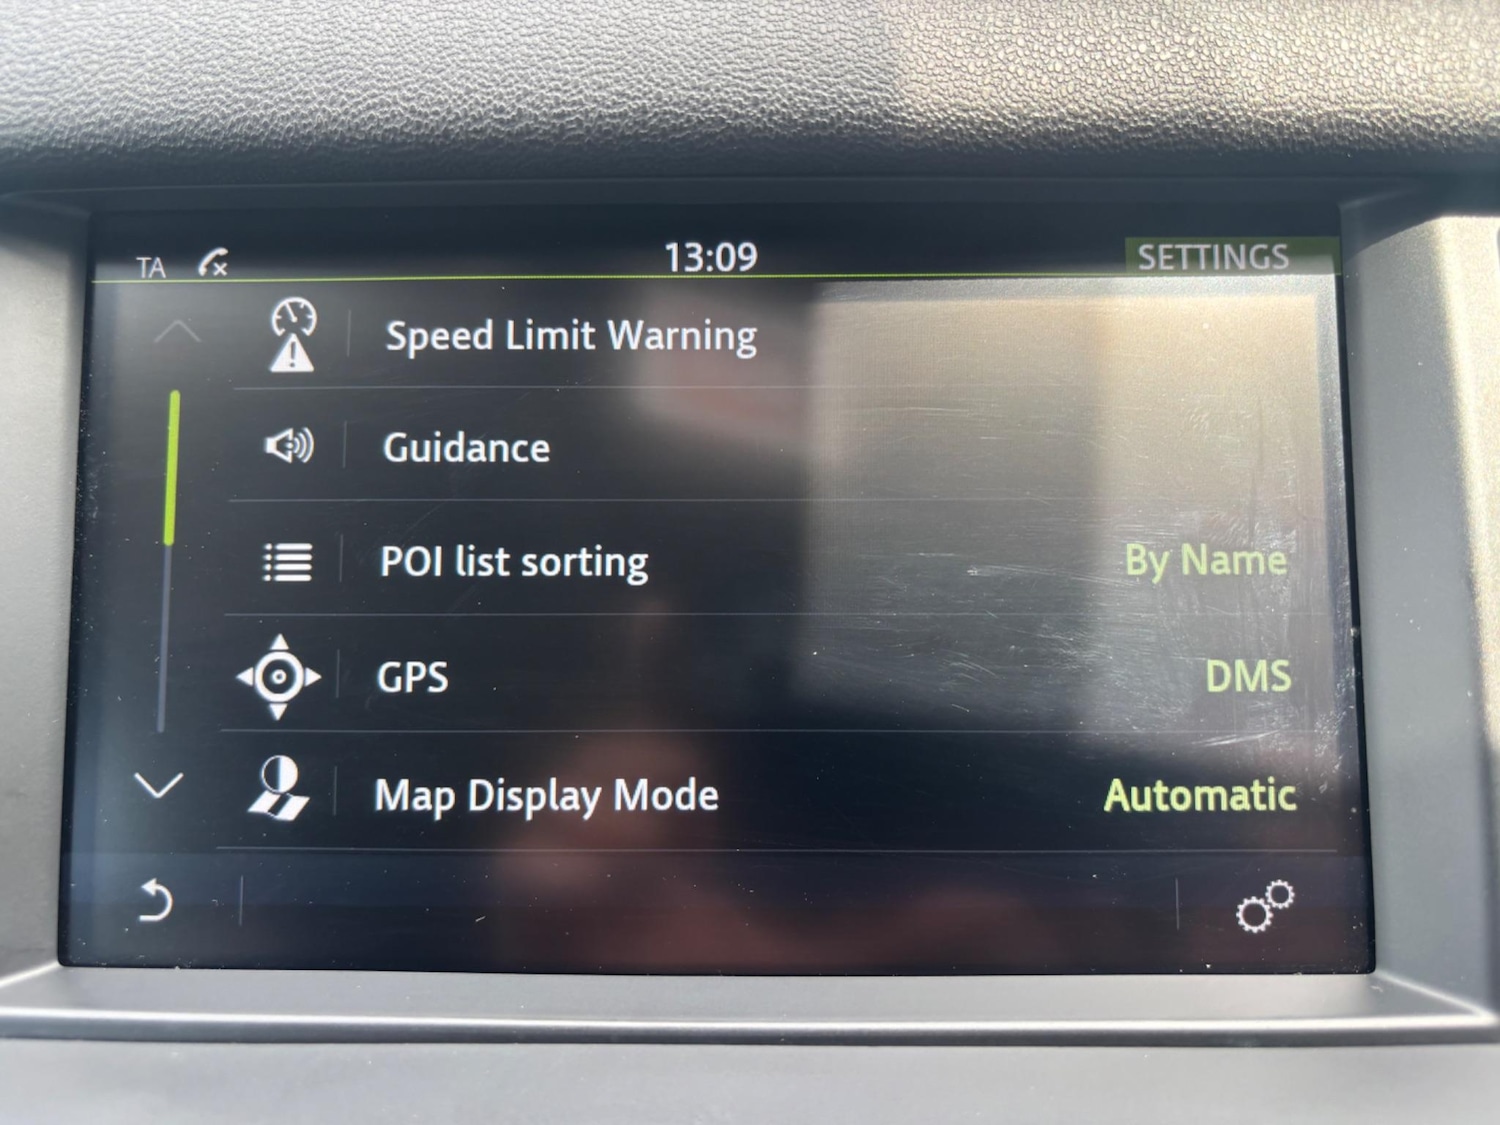 TA 13:09 SETTINGS
Speed Limit Warning
Guidance
POI list sorting By Name
GPS DMS
Map Display Mode Automatic